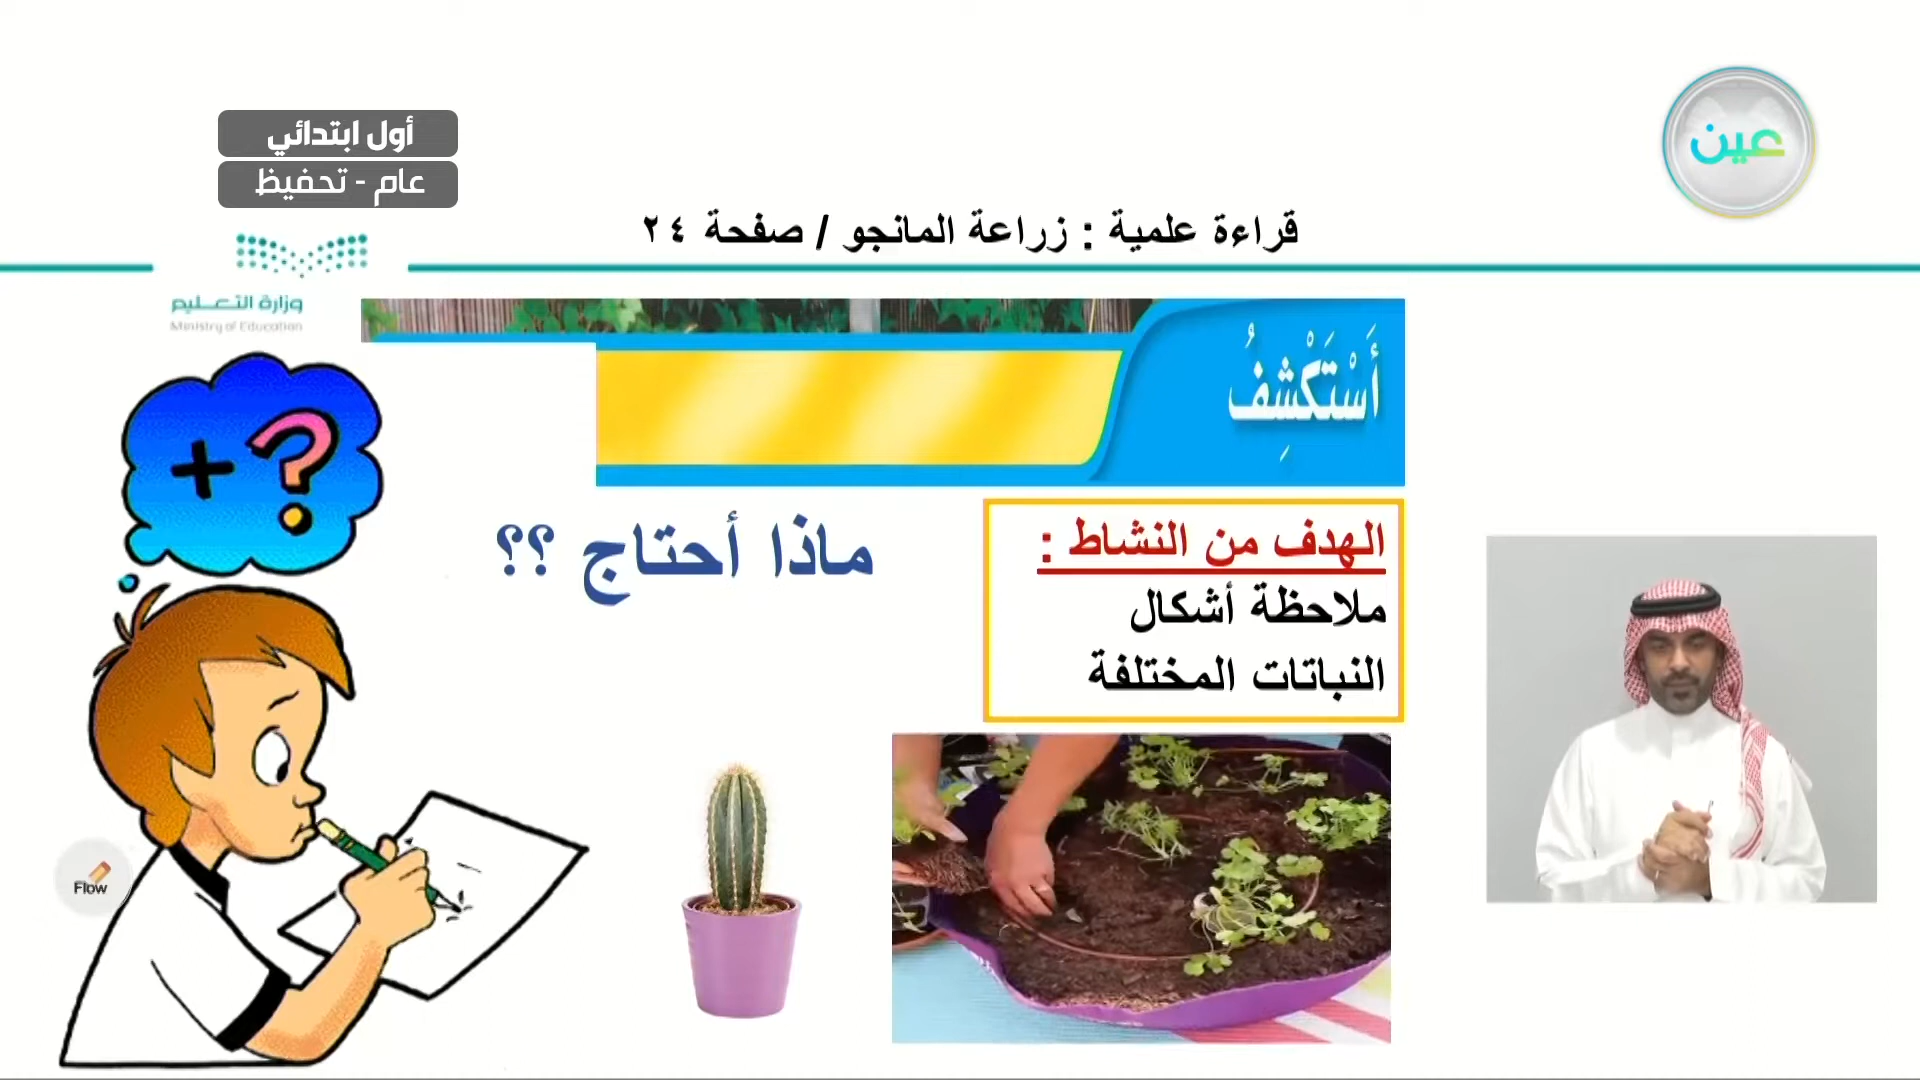 أول ابتدائي
عام - تحفيظ
عين
قراءة علمية : زراعة المانجو / صفحة ٢٤
وزارة التعليم
Ministry of Education
أَسْتَكْشِفُ
الهدف من النشاط :
ملاحظة أشكال
النباتات المختلفة
ماذا أحتاج ؟؟
+ ?
Flow